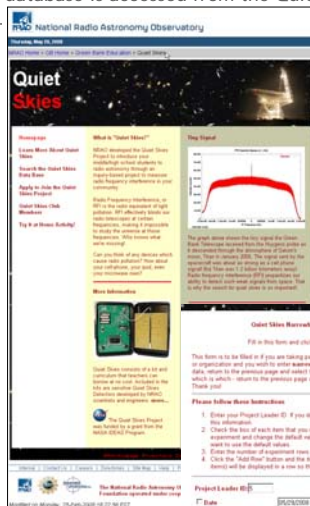 database is accessed from the
National Radio Astronomy Observatory
Thursday, May 29, 2008
NRAO Home > GB Home > Green Bank Education > Quiet Skies
Quiet
Skies
Homepage
Learn More About Quiet
Skies
Search the Quiet Skies
Data Base
Apply to Join the Quiet
Skies Project
Quiet Skies Club
Members
Try It at Home Activity!
What is "Quiet Skies?"
NRAO developed the Quiet Skies
Project to introduce your
middle/high school students to
radio astronomy through an
inquiry-based project to measure
radio frequency interference in your
community.
Radio Frequency Interference, or
RFI is the radio equivalent of light
pollution. RFI effectively blinds our
radio telescopes at certain
frequencies, making it impossible
to study the universe at those
frequencies. Who knows what
we're missing!
Can you think of any devices which
cause radio pollution? How about
your cell phone, your ipod, even
your microwave oven?
More Information
Quiet Skies consists of a kit and
curriculum that teachers can
borrow at no cost. Included in the
kits are sensitive Quiet Skies
Detectors developed by NRAO
scientists and engineers.
The Quiet Skies Project
was funded by a grant from the
NASA IDEAS Program.
Tiny Signal
The graph above shows the tiny signal the Green
Bank Telescope received from the Huygens probe as
it descended through the atmosphere of Saturn's
moon, Titan in January 2005. The signal sent by the
spacecraft was about as strong as a cell phone
signal. But Titan was 1.2 billion kilometers away!
Radio frequency interference (RFI) jeopardizes our
ability to detect such weak signals from space. That
is why the search for quiet skies is so important!
Quiet Skies
Fill in this form and
This form is to be filled in if you are taking
or organization and you wish to enter
data, return to the previous page and select
which is which - return to the previous page
Thank you!
Please follow these Instructions
1. Enter your Project Leader ID. If you
this information.
2. Check the box of each item that you
experiment and change the default
want to use the default values.
3. Enter the number of experiment
4. Click the "Add Row" button and the
items) will be displayed in a row
Project Leader ID:
Date
05/29/2008
The National Radio Astronomy
Foundation operated under